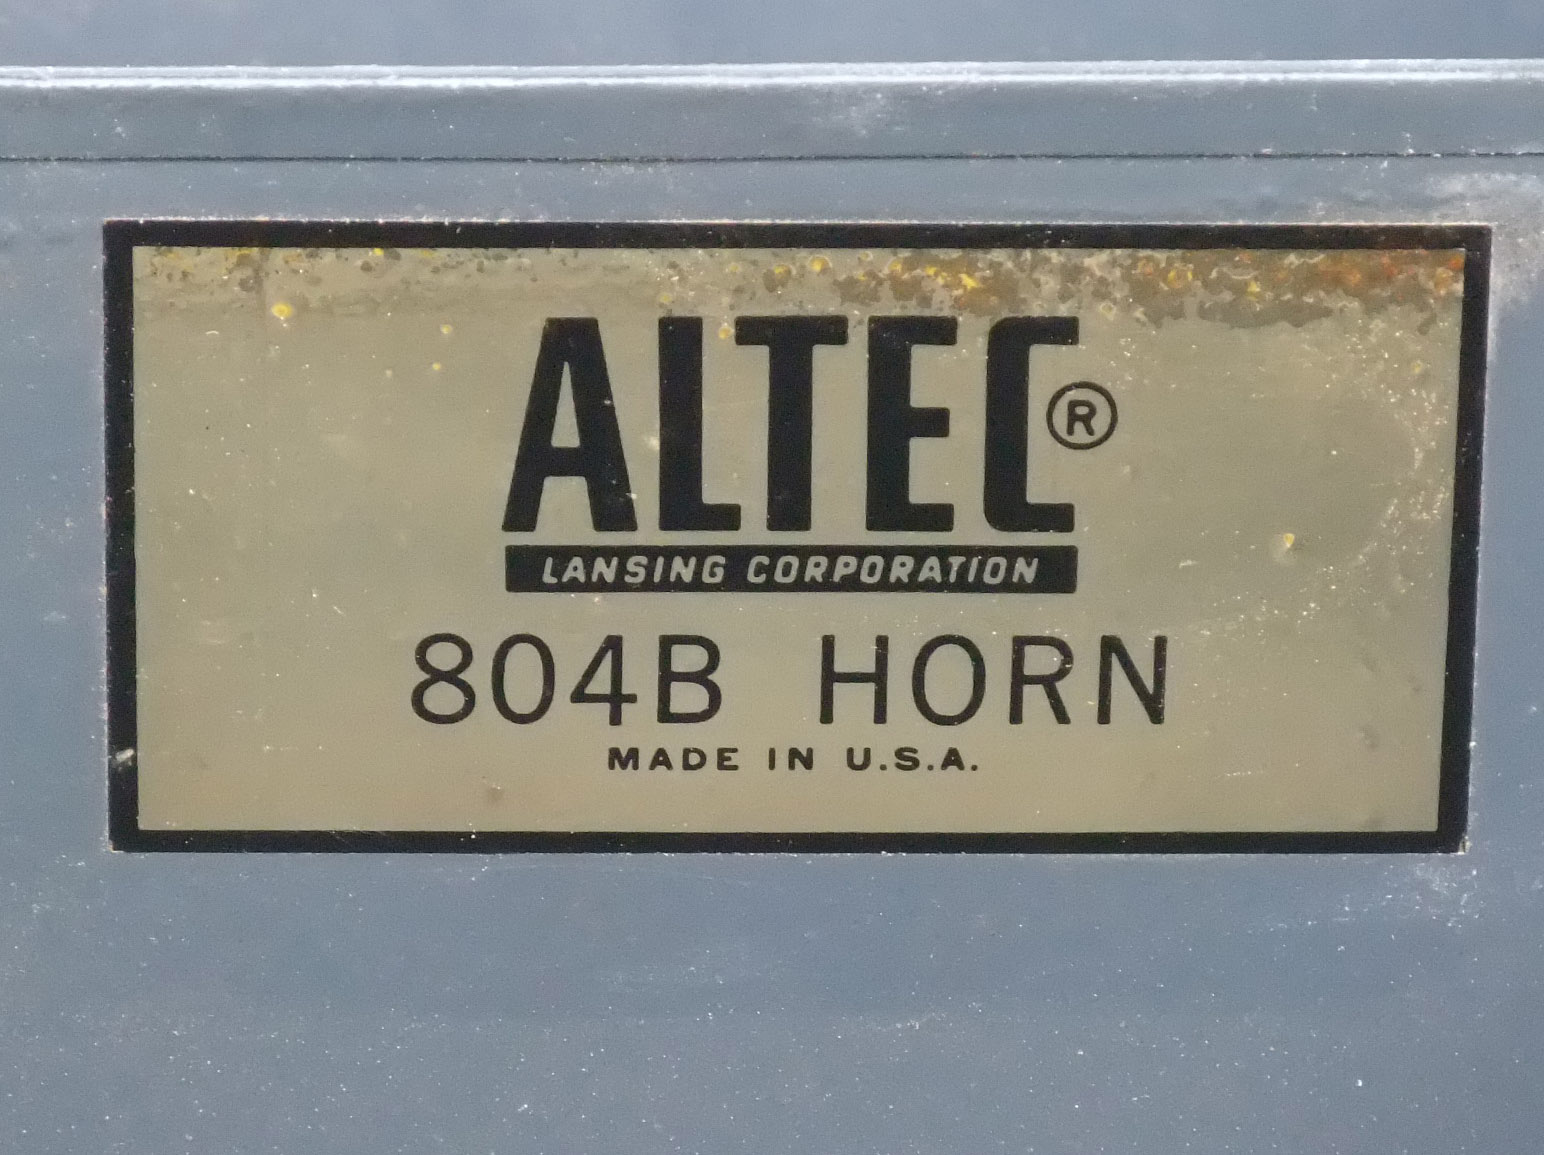 ALTEC®
LANSING CORPORATION
804B HORN
MADE IN U.S.A.